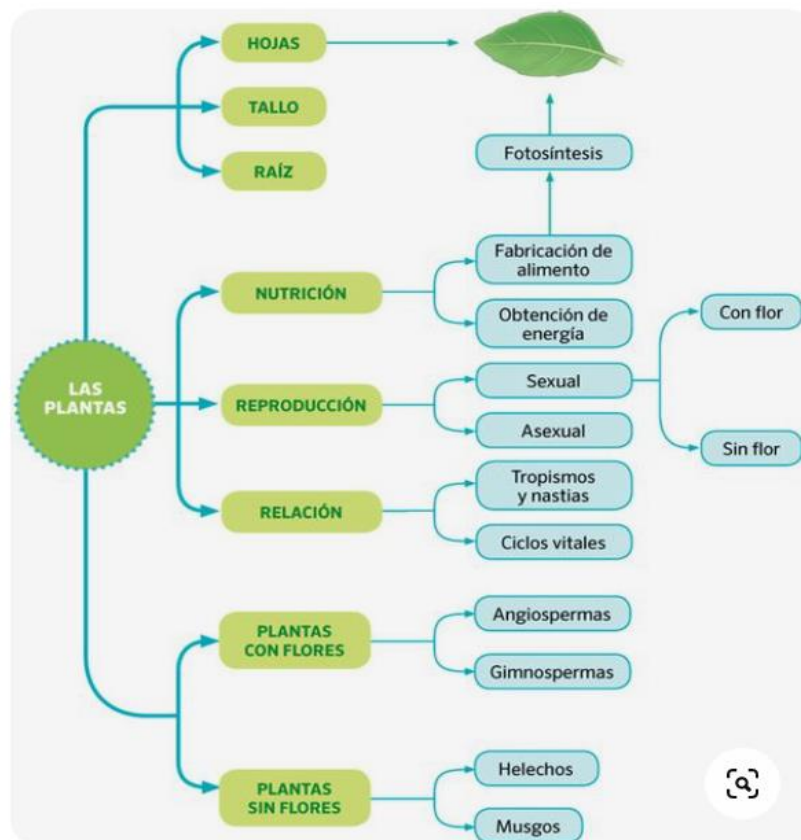 HOJAS
TALLO
RAÍZ
Fotosíntesis
NUTRICIÓN
Fabricación de
alimento
Obtención de
energía
LAS
PLANTAS
REPRODUCCIÓN
Sexual
Asexual
Con flor
Sin flor
RELACIÓN
Tropismos
y nastias
Ciclos vitales
PLANTAS
CON FLORES
Angiospermas
Gimnospermas
PLANTAS
SIN FLORES
Helechos
Musgos